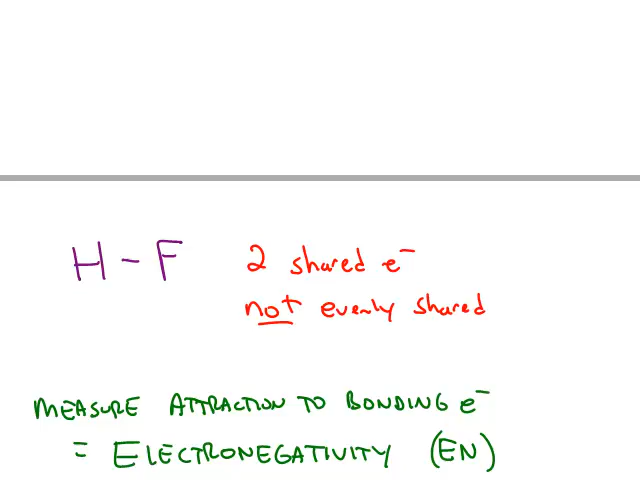 H - F
2 shared e⁻
not evenly shared
MEASURE ATTRACTION TO BONDING e⁻
= ELECTRONEGATIVITY (EN)